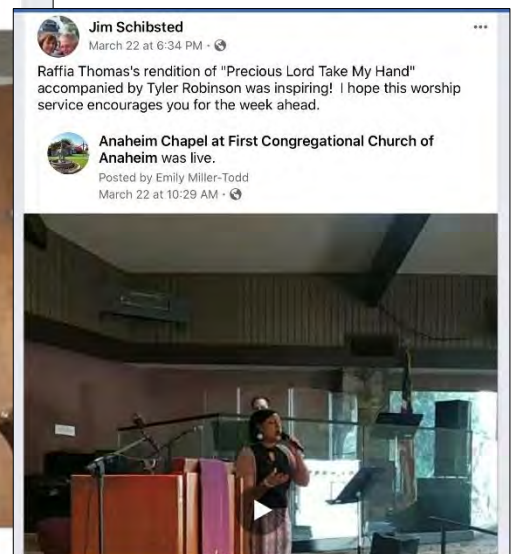 Jim Schibsted
March 22 at 6:34 PM ·
Raffia Thomas's rendition of "Precious Lord Take My Hand"
accompanied by Tyler Robinson was inspiring! I hope this worship
service encourages you for the week ahead.
Anaheim Chapel at First Congregational Church of
Anaheim was live.
Posted by Emily Miller-Todd
March 22 at 10:29 AM ·